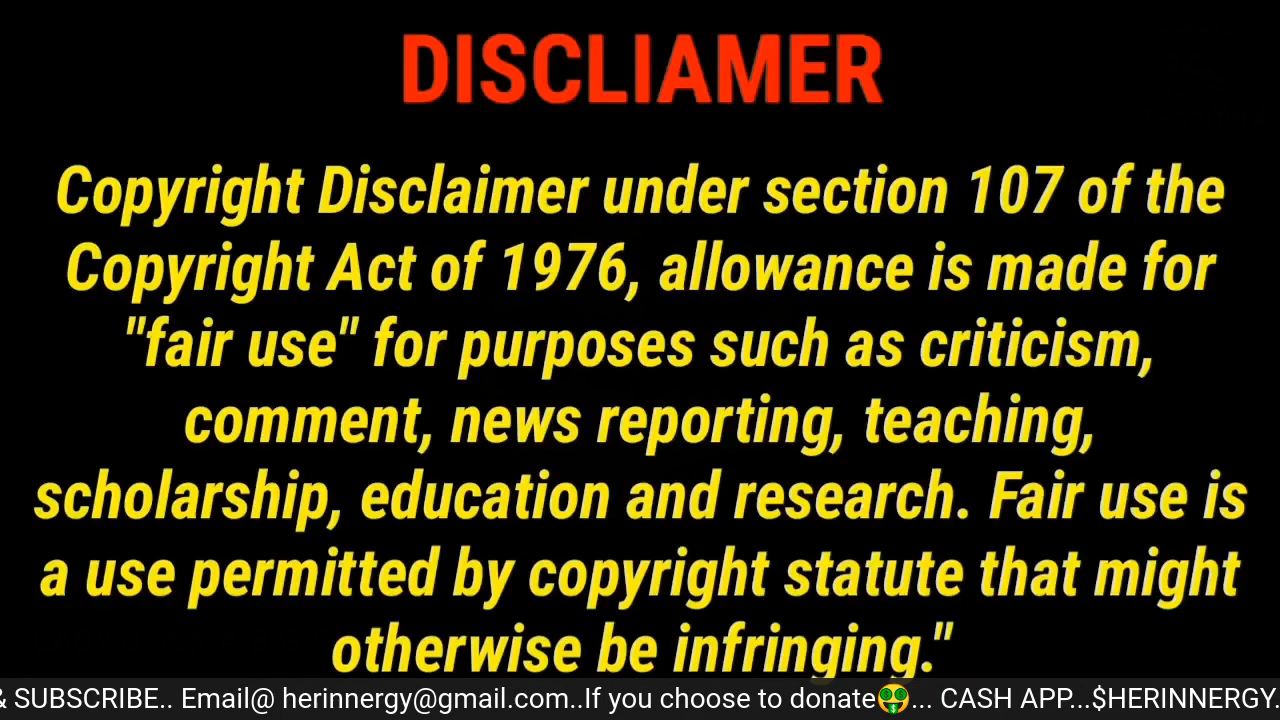 DISCLIAMER
Copyright Disclaimer under section 107 of the
Copyright Act of 1976, allowance is made for
"fair use" for purposes such as criticism,
comment, news reporting, teaching,
scholarship, education and research. Fair use is
a use permitted by copyright statute that might
otherwise be infringing."
& SUBSCRIBE.. Email@ herinnergy@gmail.com..If you choose to donate🤑... CASH APP...$HERINNERGY.